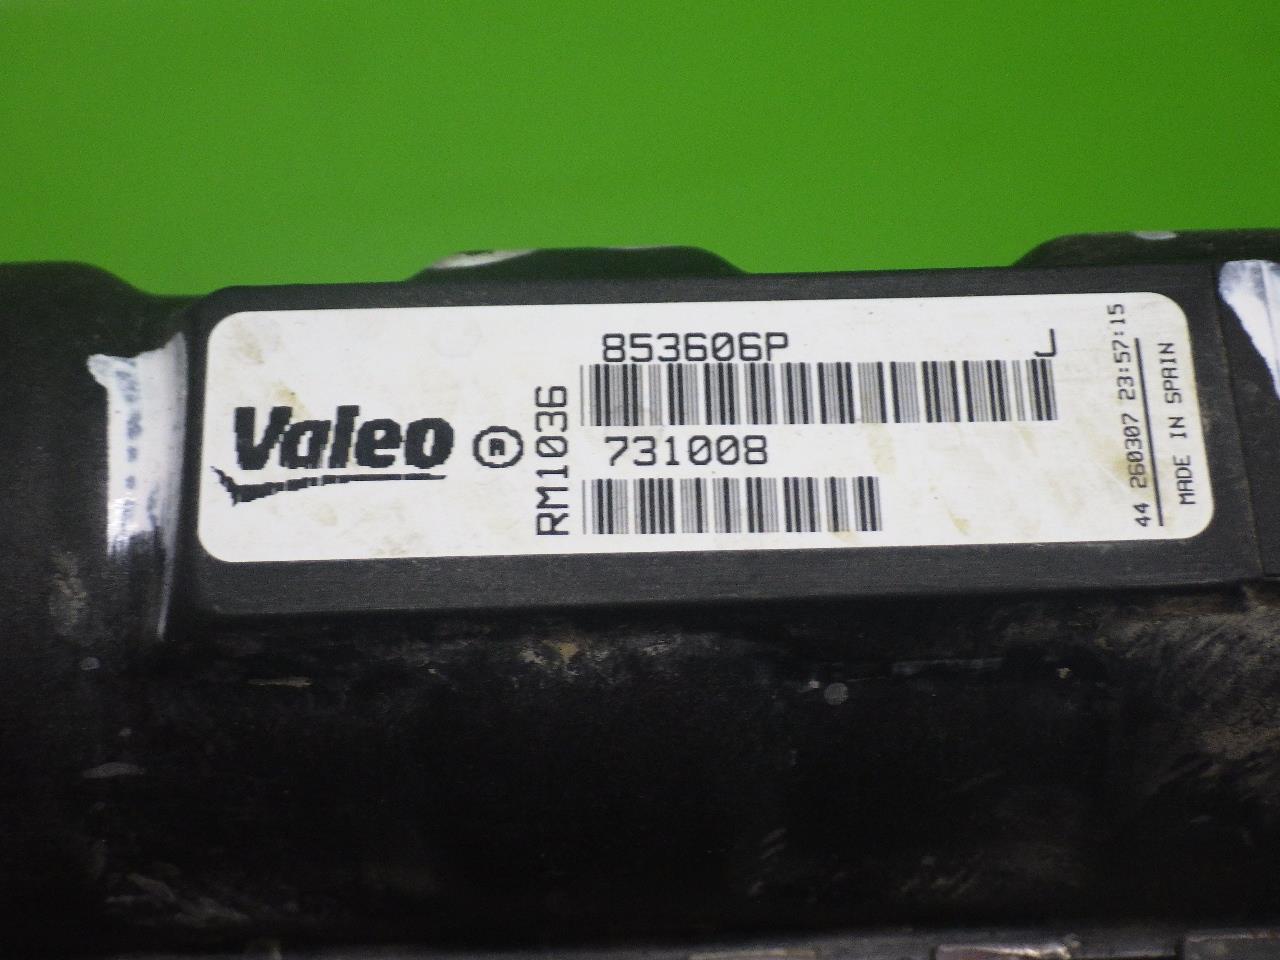 Valeo
R
RM1036
853606P
L
731008
44 260307 23:57:15
MADE IN SPAIN